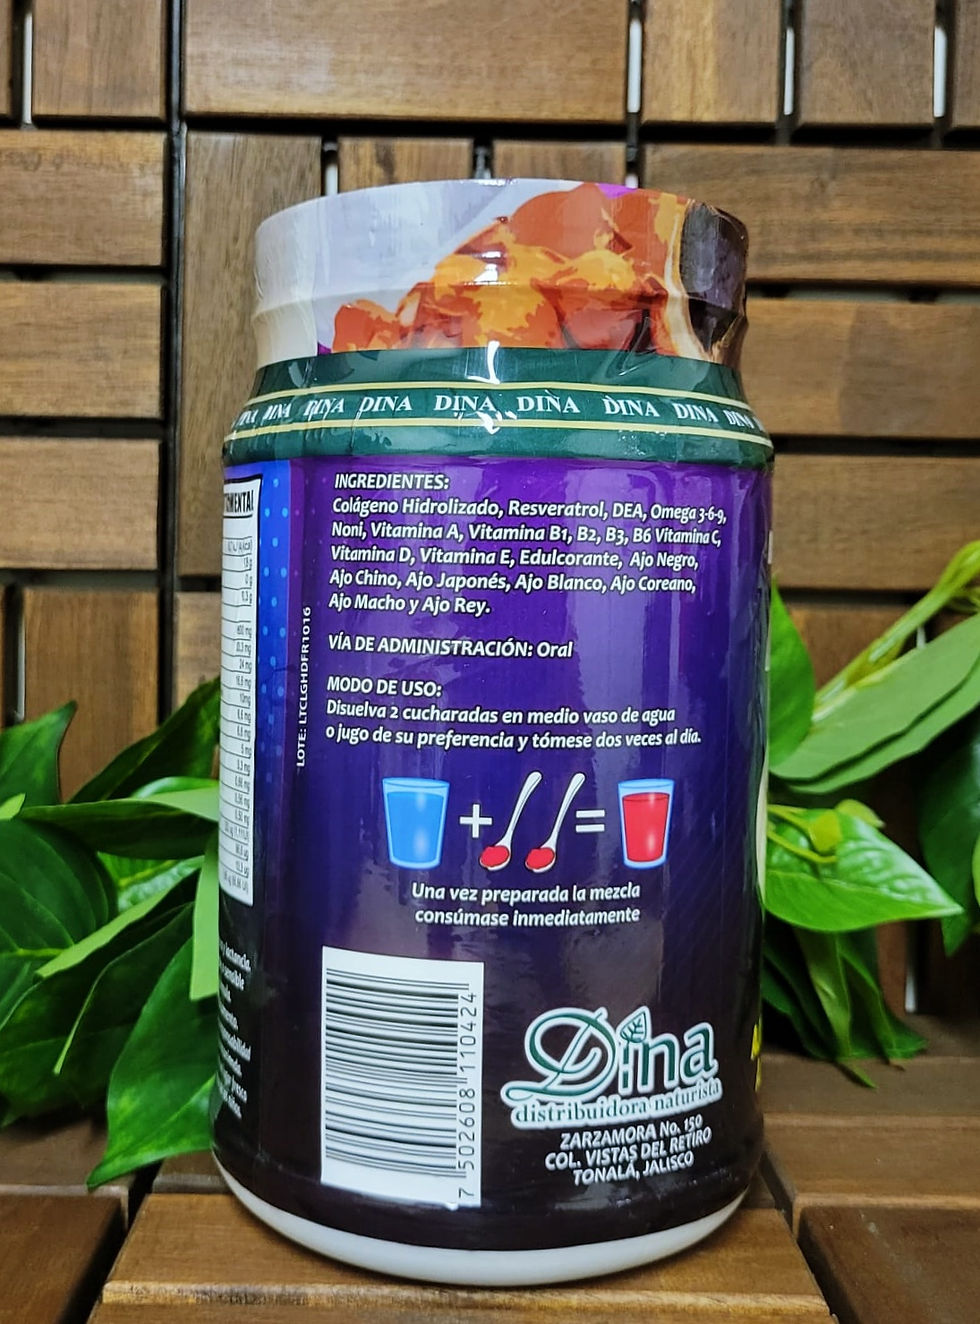 DINA DINA DINA DINA DINA DINA DINA
INGREDIENTES:
Colágeno Hidrolizado, Resveratrol, DEA, Omega 3-6-9,
Noni, Vitamina A, Vitamina B1, B2, B3, B6 Vitamina C,
Vitamina D, Vitamina E, Edulcorante, Ajo Negro,
Ajo Chino, Ajo Japonés, Ajo Blanco, Ajo Coreano,
Ajo Macho y Ajo Rey.
VÍA DE ADMINISTRACIÓN: Oral
MODO DE USO:
Disuelva 2 cucharadas en medio vaso de agua
o jugo de su preferencia y tómese dos veces al día.
+ =
Una vez preparada la mezcla
consúmase inmediatamente
LOTE: LTCLGHDFR1016
7 502608 110424
Dina
distribuidora naturista
ZARZAMORA No. 150
COL. VISTAS DEL RETIRO
TONALÁ, JALISCO